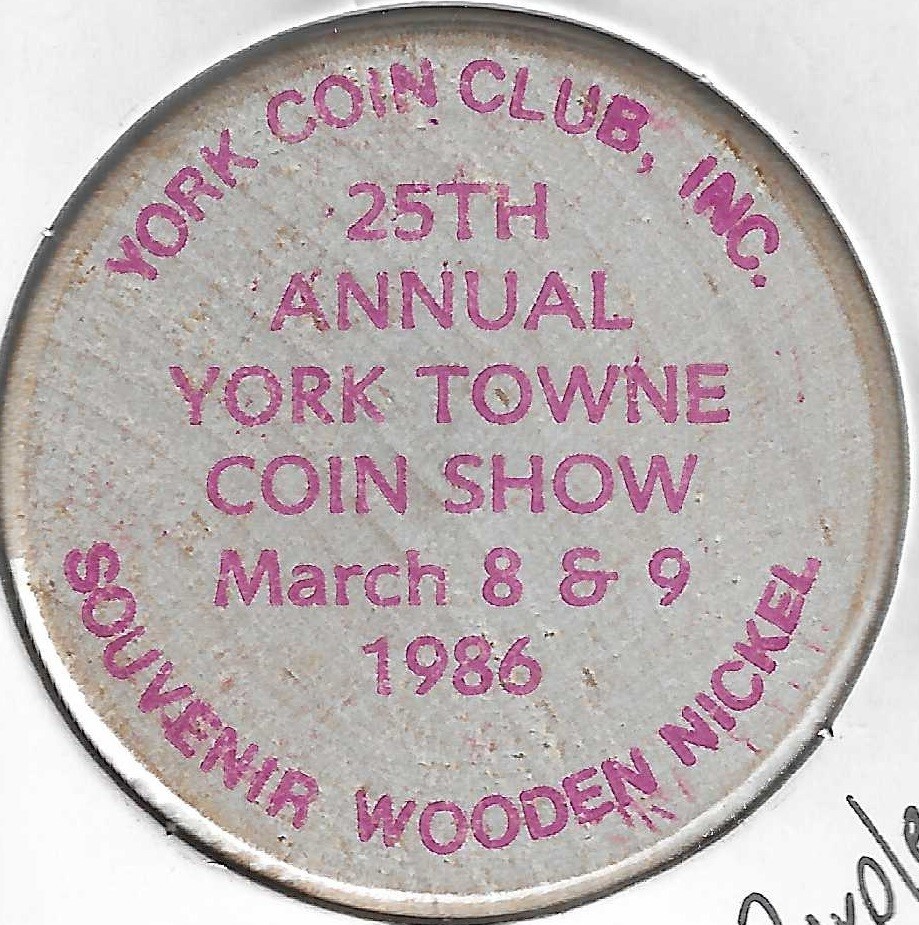 YORK COIN CLUB, INC.
25TH
ANNUAL
YORK TOWNE
COIN SHOW
March 8 & 9
1986
SOUVENIR WOODEN NICKEL